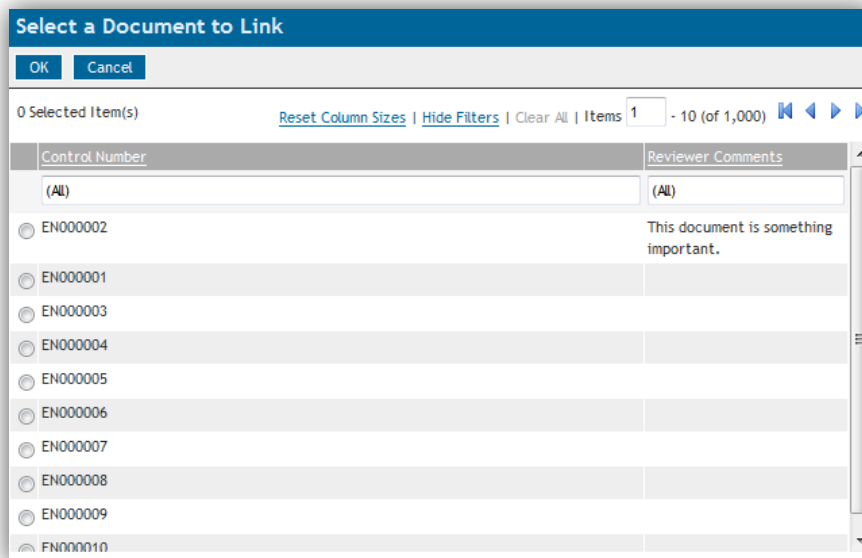 Select a Document to Link
OK Cancel
0 Selected Item(s) Reset Column Sizes | Hide Filters | Clear All | Items 1 - 10 (of 1,000)
Control Number Reviewer Comments
(All) (All)
EN000002 This document is something
important.
EN000001
EN000003
EN000004
EN000005
EN000006
EN000007
EN000008
EN000009
EN000010